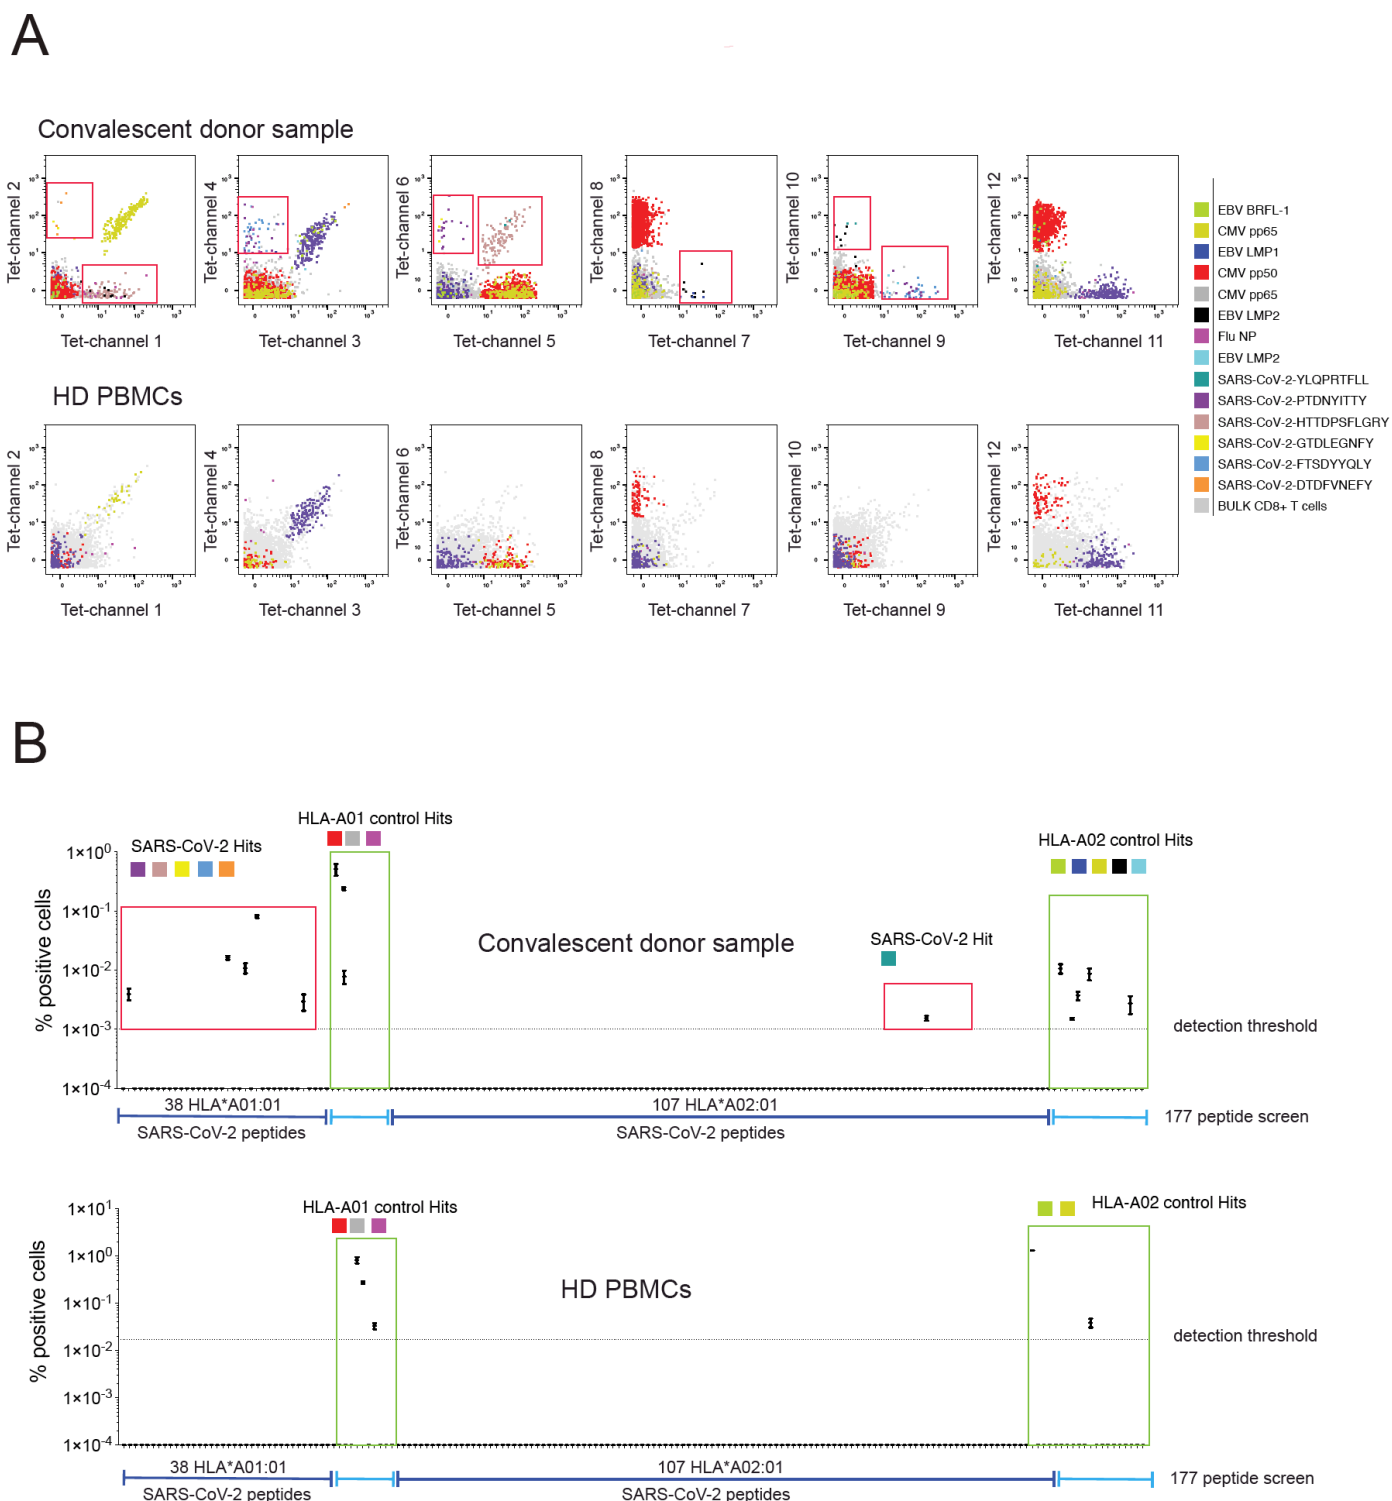 A
Convalescent donor sample
Tet-channel 2
Tet-channel 4
Tet-channel 6
Tet-channel 8
Tet-channel 10
Tet-channel 12
Tet-channel 1
Tet-channel 3
Tet-channel 5
Tet-channel 7
Tet-channel 9
Tet-channel 11
EBV BRFL-1
CMV pp65
EBV LMP1
CMV pp50
CMV pp65
EBV LMP2
Flu NP
EBV LMP2
SARS-CoV-2-YLQPRTFLL
SARS-CoV-2-PTDNYITTY
SARS-CoV-2-HTTDPSFLGRY
SARS-CoV-2-GTDLEGNFY
SARS-CoV-2-FTSDYYQLY
SARS-CoV-2-DTDFVNEFY
BULK CD8+ T cells
HD PBMCs
Tet-channel 2
Tet-channel 4
Tet-channel 6
Tet-channel 8
Tet-channel 10
Tet-channel 12
Tet-channel 1
Tet-channel 3
Tet-channel 5
Tet-channel 7
Tet-channel 9
Tet-channel 11
B
HLA-A01 control Hits
SARS-CoV-2 Hits
HLA-A02 control Hits
SARS-CoV-2 Hit
Convalescent donor sample
% positive cells
1×10⁰
1×10⁻¹
1×10⁻²
1×10⁻³
1×10⁻⁴
detection threshold
38 HLA*A01:01
SARS-CoV-2 peptides
107 HLA*A02:01
SARS-CoV-2 peptides
177 peptide screen
HLA-A01 control Hits
HLA-A02 control Hits
HD PBMCs
% positive cells
1×10¹
1×10⁰
1×10⁻¹
1×10⁻²
1×10⁻³
1×10⁻⁴
detection threshold
38 HLA*A01:01
SARS-CoV-2 peptides
107 HLA*A02:01
SARS-CoV-2 peptides
177 peptide screen